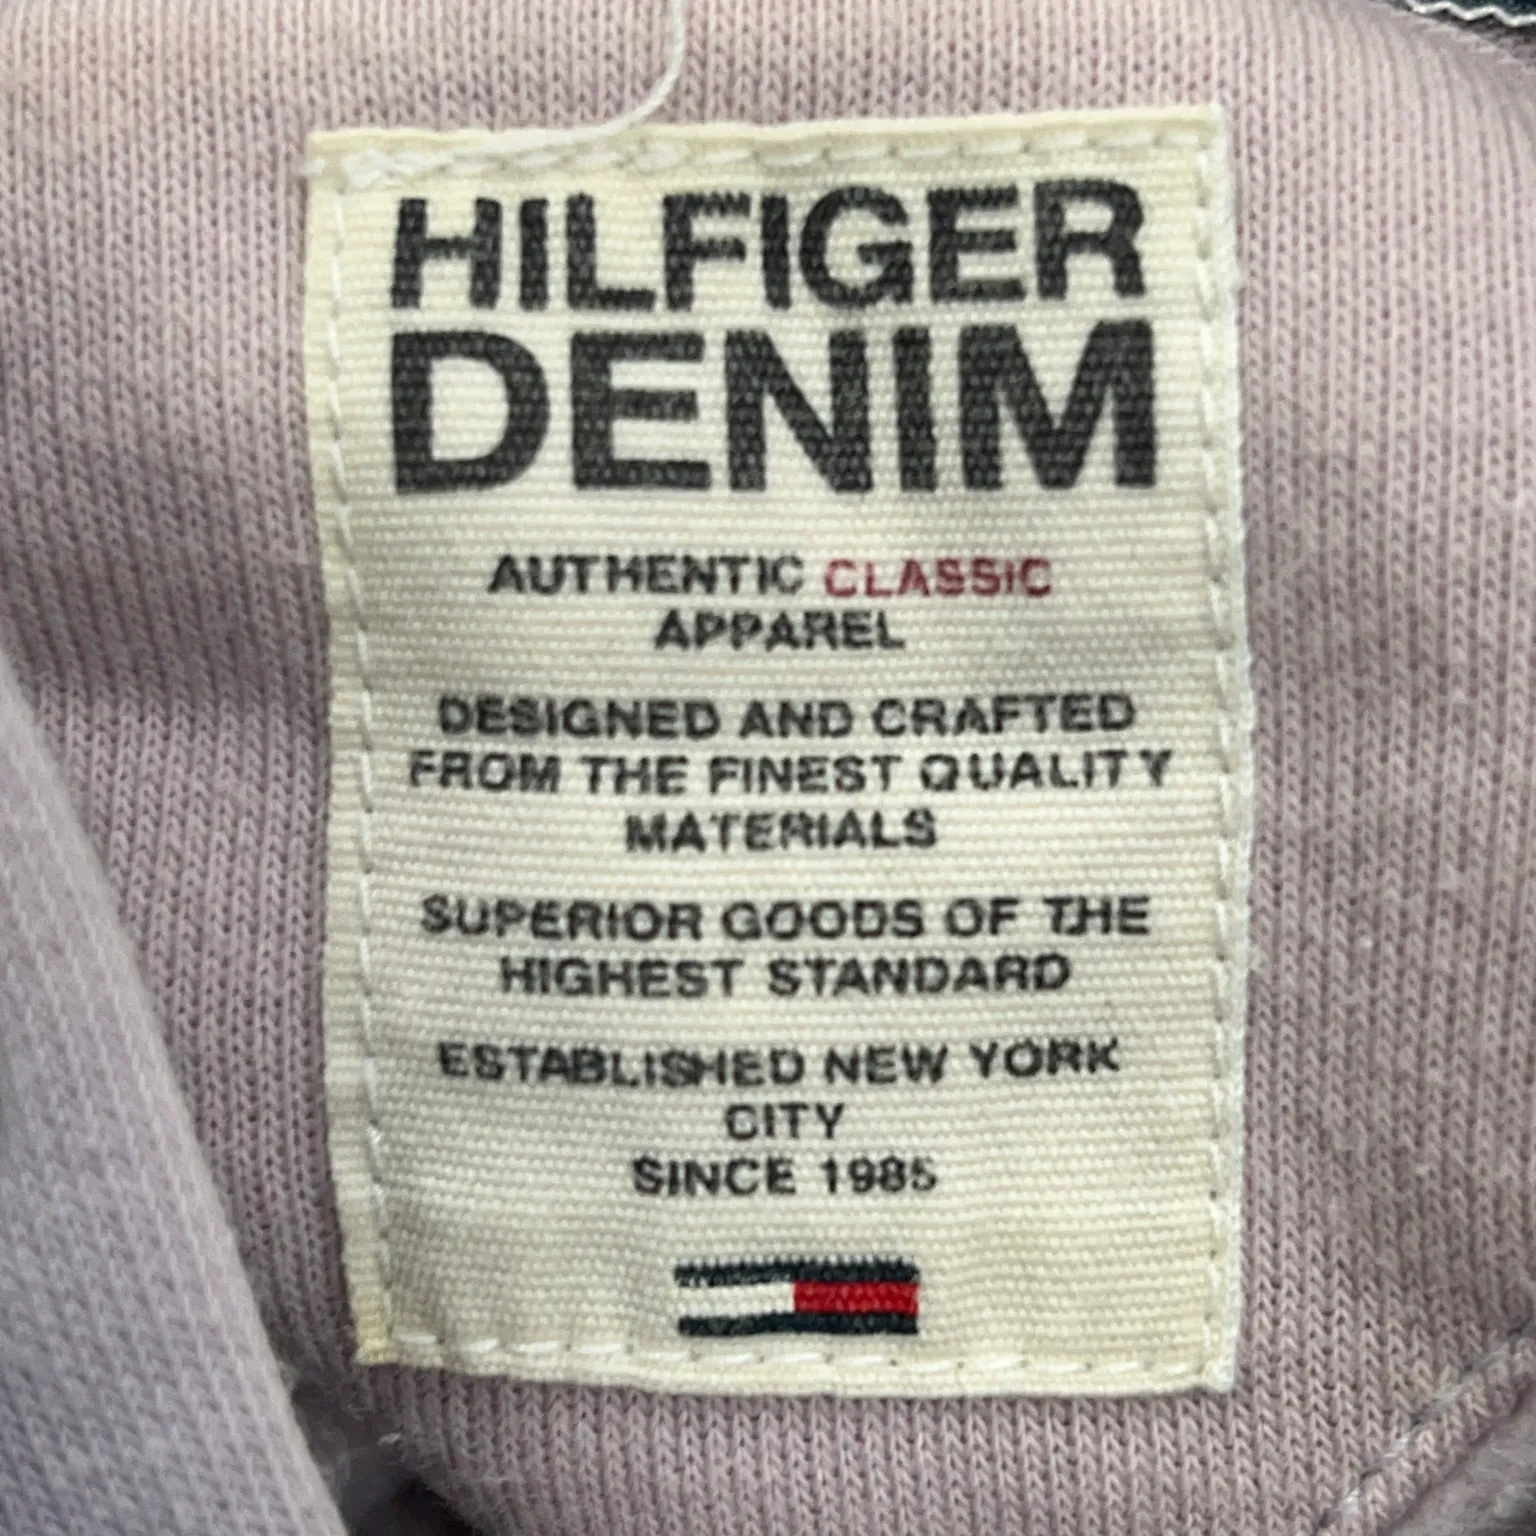 HILFIGER
DENIM
AUTHENTIC CLASSIC
APPAREL
DESIGNED AND CRAFTED
FROM THE FINEST QUALITY
MATERIALS
SUPERIOR GOODS OF THE
HIGHEST STANDARD
ESTABLISHED NEW YORK
CITY
SINCE 1985